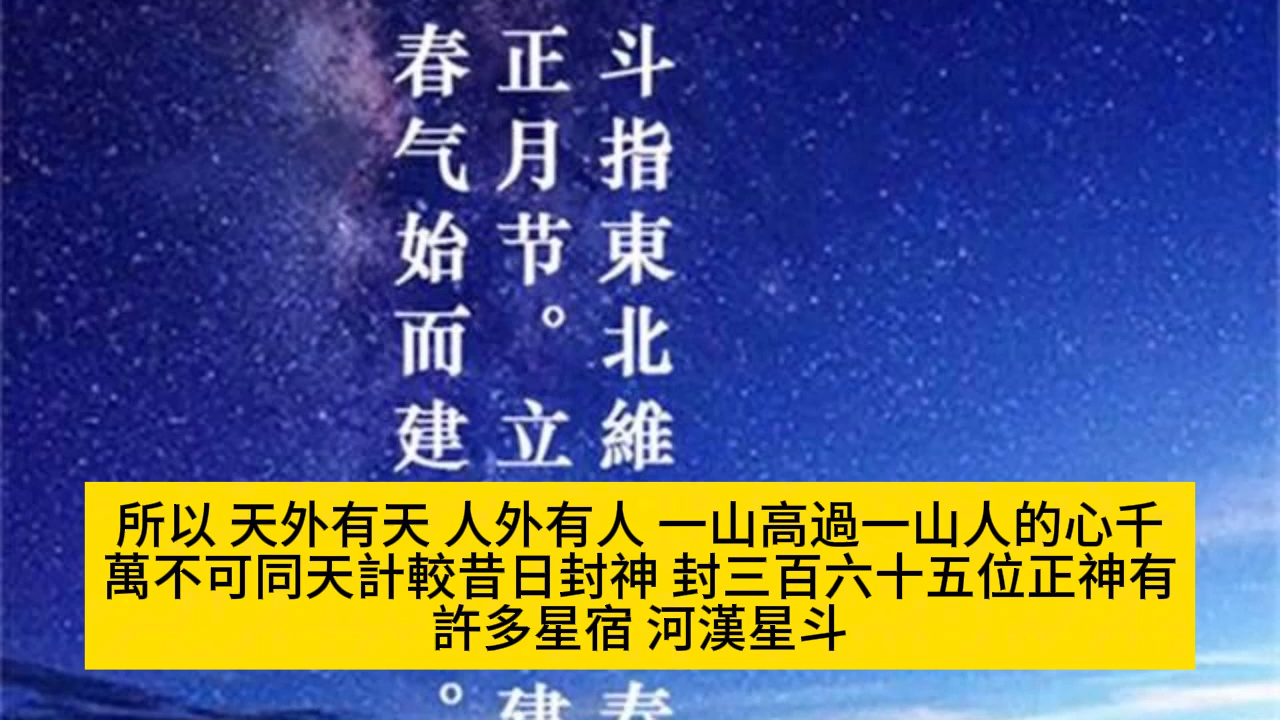 斗指東北維春
正月节。立建
春气始而建。
所以 天外有天 人外有人 一山高過一山人的心千
萬不可同天計較昔日封神 封三百六十五位正神有
許多星宿 河漢星斗